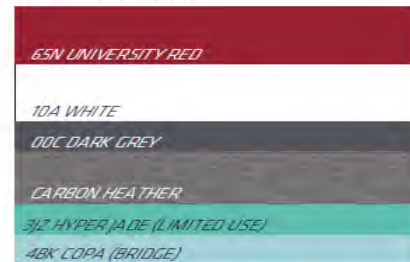 65N UNIVERSITY RED
10A WHITE
00C DARK GREY
CARBON HEATHER
3JZ HYPER JADE (LIMITED USE)
4BK COPA (BRIDGE)